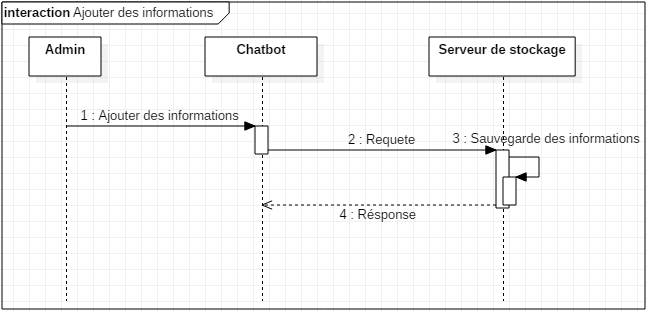 interaction Ajouter des informations
Admin
Chatbot
Serveur de stockage
1 : Ajouter des informations
2 : Requete
3 : Sauvegarde des informations
4 : Résponse